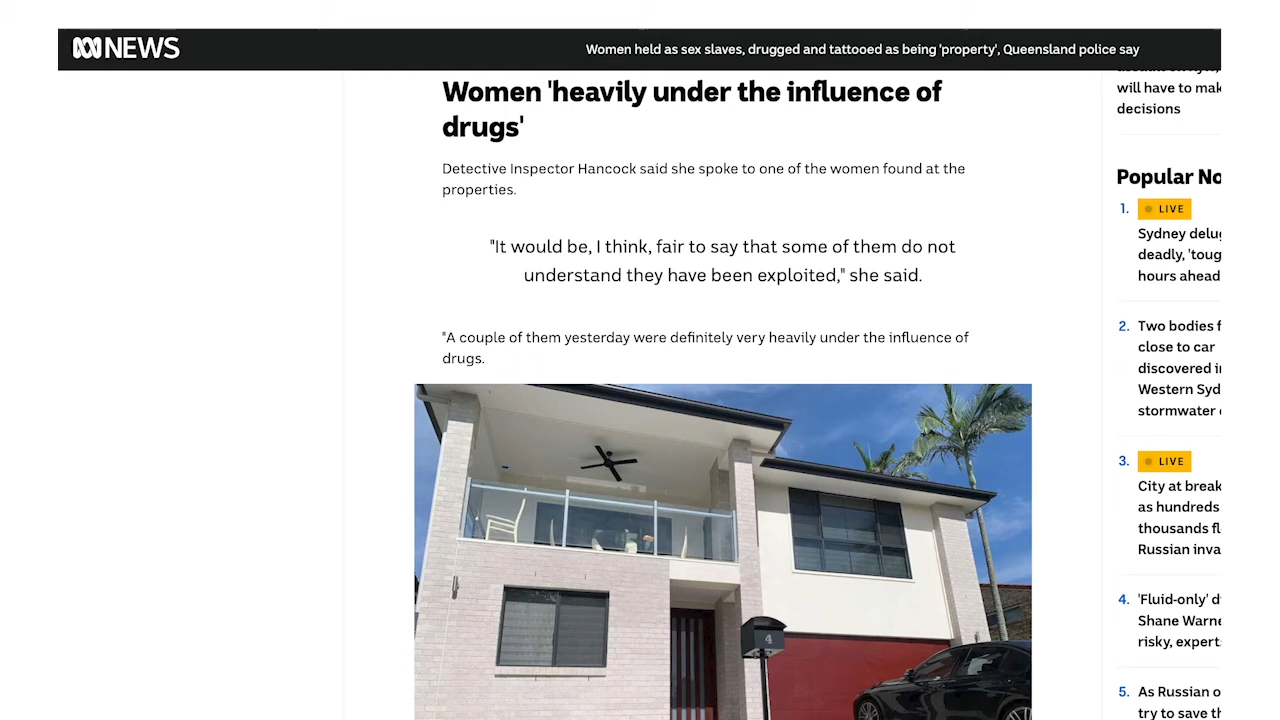 NEWS
Women held as sex slaves, drugged and tattooed as being 'property', Queensland police say
Women 'heavily under the influence of
drugs'
Detective Inspector Hancock said she spoke to one of the women found at the
properties.
"It would be, I think, fair to say that some of them do not
understand they have been exploited," she said.
"A couple of them yesterday were definitely very heavily under the influence of
drugs.
4
will have to mak
decisions
Popular No
1. LIVE
Sydney delug
deadly, 'toug
hours ahead
2. Two bodies f
close to car
discovered i
Western Syd
stormwater
3. LIVE
City at break
as hundreds
thousands fl
Russian inva
4. 'Fluid-only' d
Shane Warne
risky, expert
5. As Russian o
try to save th